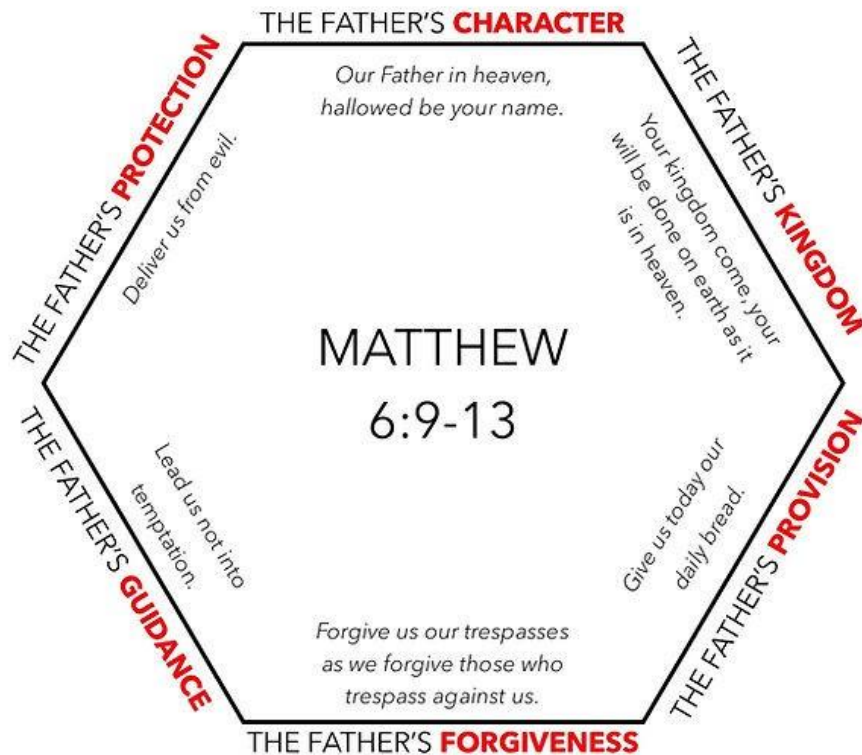 THE FATHER'S CHARACTER
Our Father in heaven,
hallowed be your name.
THE FATHER'S KINGDOM
Your kingdom come, your
will be done on earth as it
is in heaven.
THE FATHER'S PROVISION
Give us today our
daily bread.
THE FATHER'S FORGIVENESS
Forgive us our trespasses
as we forgive those who
trespass against us.
THE FATHER'S GUIDANCE
Lead us not into
temptation.
THE FATHER'S PROTECTION
Deliver us from evil.
MATTHEW
6:9-13